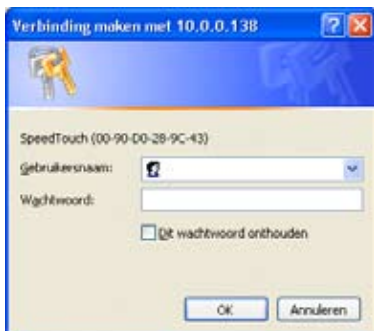 Verbinding maken met 10.0.0.138
SpeedTouch (00-90-D0-28-9C-43)
Gebruikersnaam:
Wachtwoord:
Dit wachtwoord onthouden
OK
Annuleren